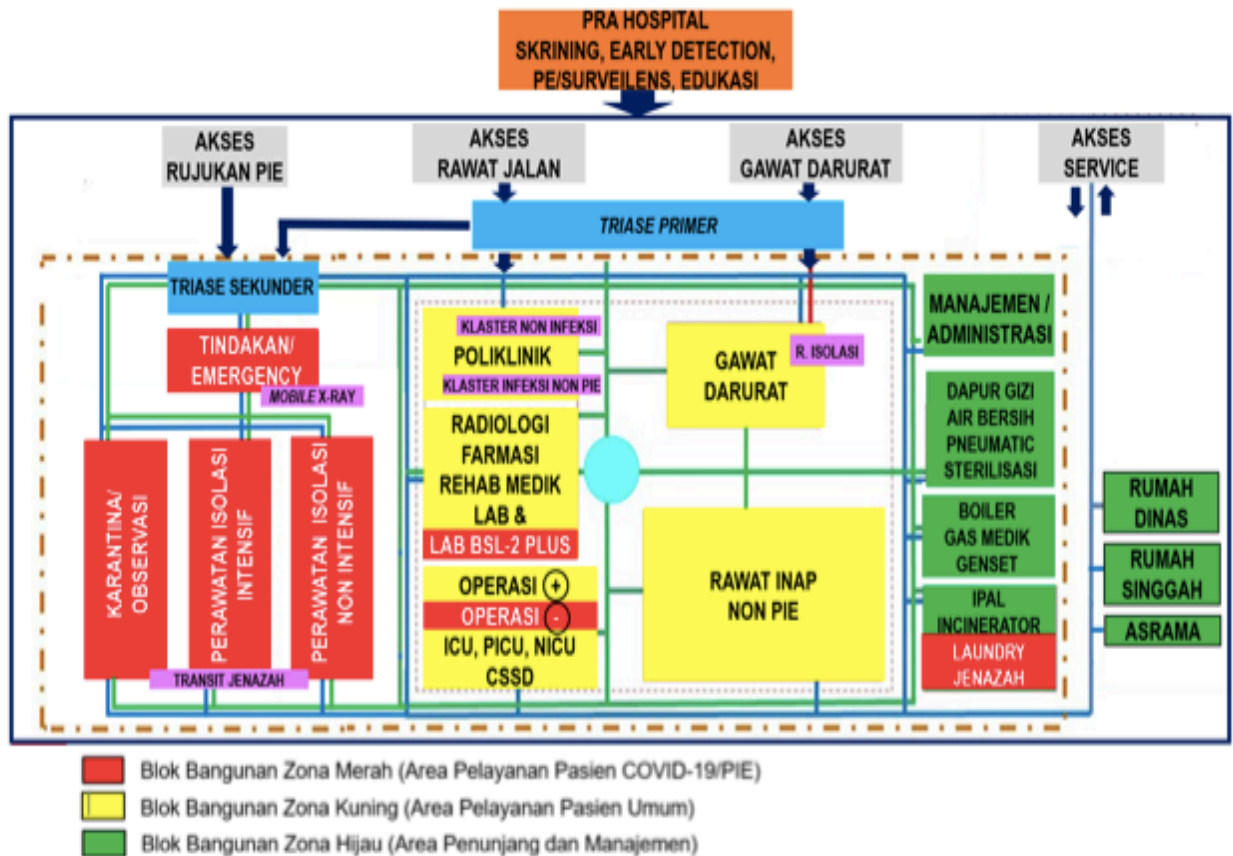 PRA HOSPITAL
SKRINING, EARLY DETECTION,
PE/SURVEILENS, EDUKASI
AKSES
RUJUKAN PIE
AKSES
RAWAT JALAN
AKSES
GAWAT DARURAT
AKSES
SERVICE
TRIASE PRIMER
TRIASE SEKUNDER
TINDAKAN/
EMERGENCY
MOBILE X-RAY
KARANTINA/
OBSERVASI
PERAWATAN ISOLASI
INTENSIF
PERAWATAN ISOLASI
NON INTENSIF
TRANSIT JENAZAH
KLASTER NON INFEKSI
POLIKLINIK
KLASTER INFEKSI NON PIE
RADIOLOGI
FARMASI
REHAB MEDIK
LAB &
LAB BSL-2 PLUS
OPERASI +
OPERASI -
ICU, PICU, NICU
CSSD
GAWAT
DARURAT
R. ISOLASI
RAWAT INAP
NON PIE
MANAJEMEN /
ADMINISTRASI
DAPUR GIZI
AIR BERSIH
PNEUMATIC
STERILISASI
BOILER
GAS MEDIK
GENSET
IPAL
INCINERATOR
LAUNDRY
JENAZAH
RUMAH
DINAS
RUMAH
SINGGAH
ASRAMA
Blok Bangunan Zona Merah (Area Pelayanan Pasien COVID-19/PIE)
Blok Bangunan Zona Kuning (Area Pelayanan Pasien Umum)
Blok Bangunan Zona Hijau (Area Penunjang dan Manajemen)